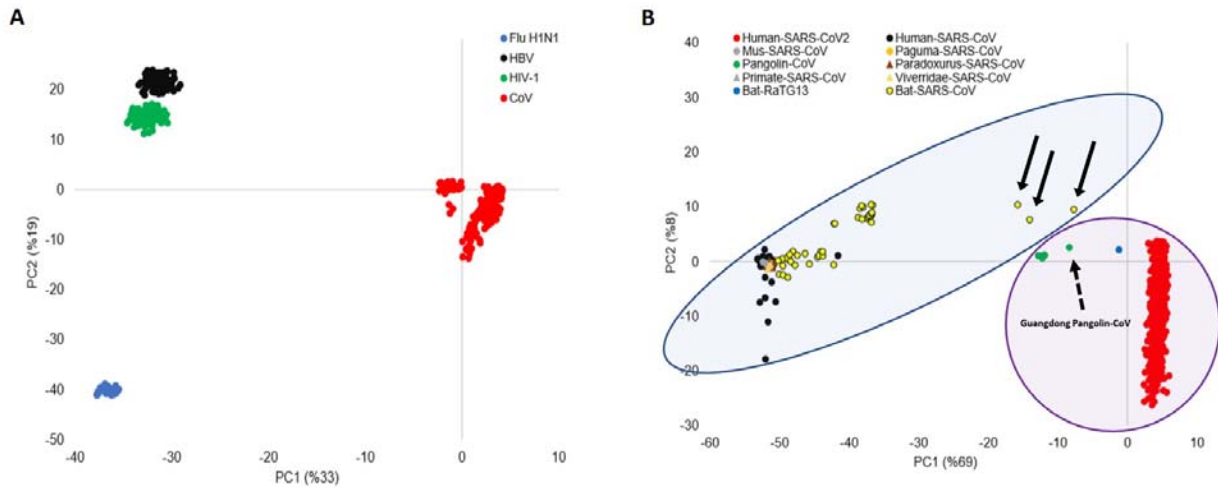 A
Flu H1N1
HBV
HIV-1
CoV
20
10
0
-10
-20
-30
-40
-50
PC2 (%19)
-40
-30
-20
-10
0
10
PC1 (%33)
B
Human-SARS-CoV2
Human-SARS-CoV
Mus-SARS-CoV
Paguma-SARS-CoV
Pangolin-CoV
Paradoxurus-SARS-CoV
Primate-SARS-CoV
Viverridae-SARS-CoV
Bat-RaTG13
Bat-SARS-CoV
40
30
20
10
0
-10
-20
-30
PC2 (%8)
Guangdong Pangolin-CoV
-60
-50
-40
-30
-20
-10
0
10
PC1 (%69)